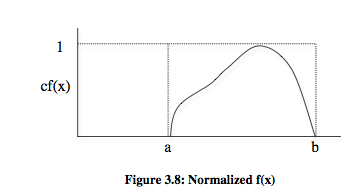 1
cf(x)
a b
Figure 3.8: Normalized f(x)